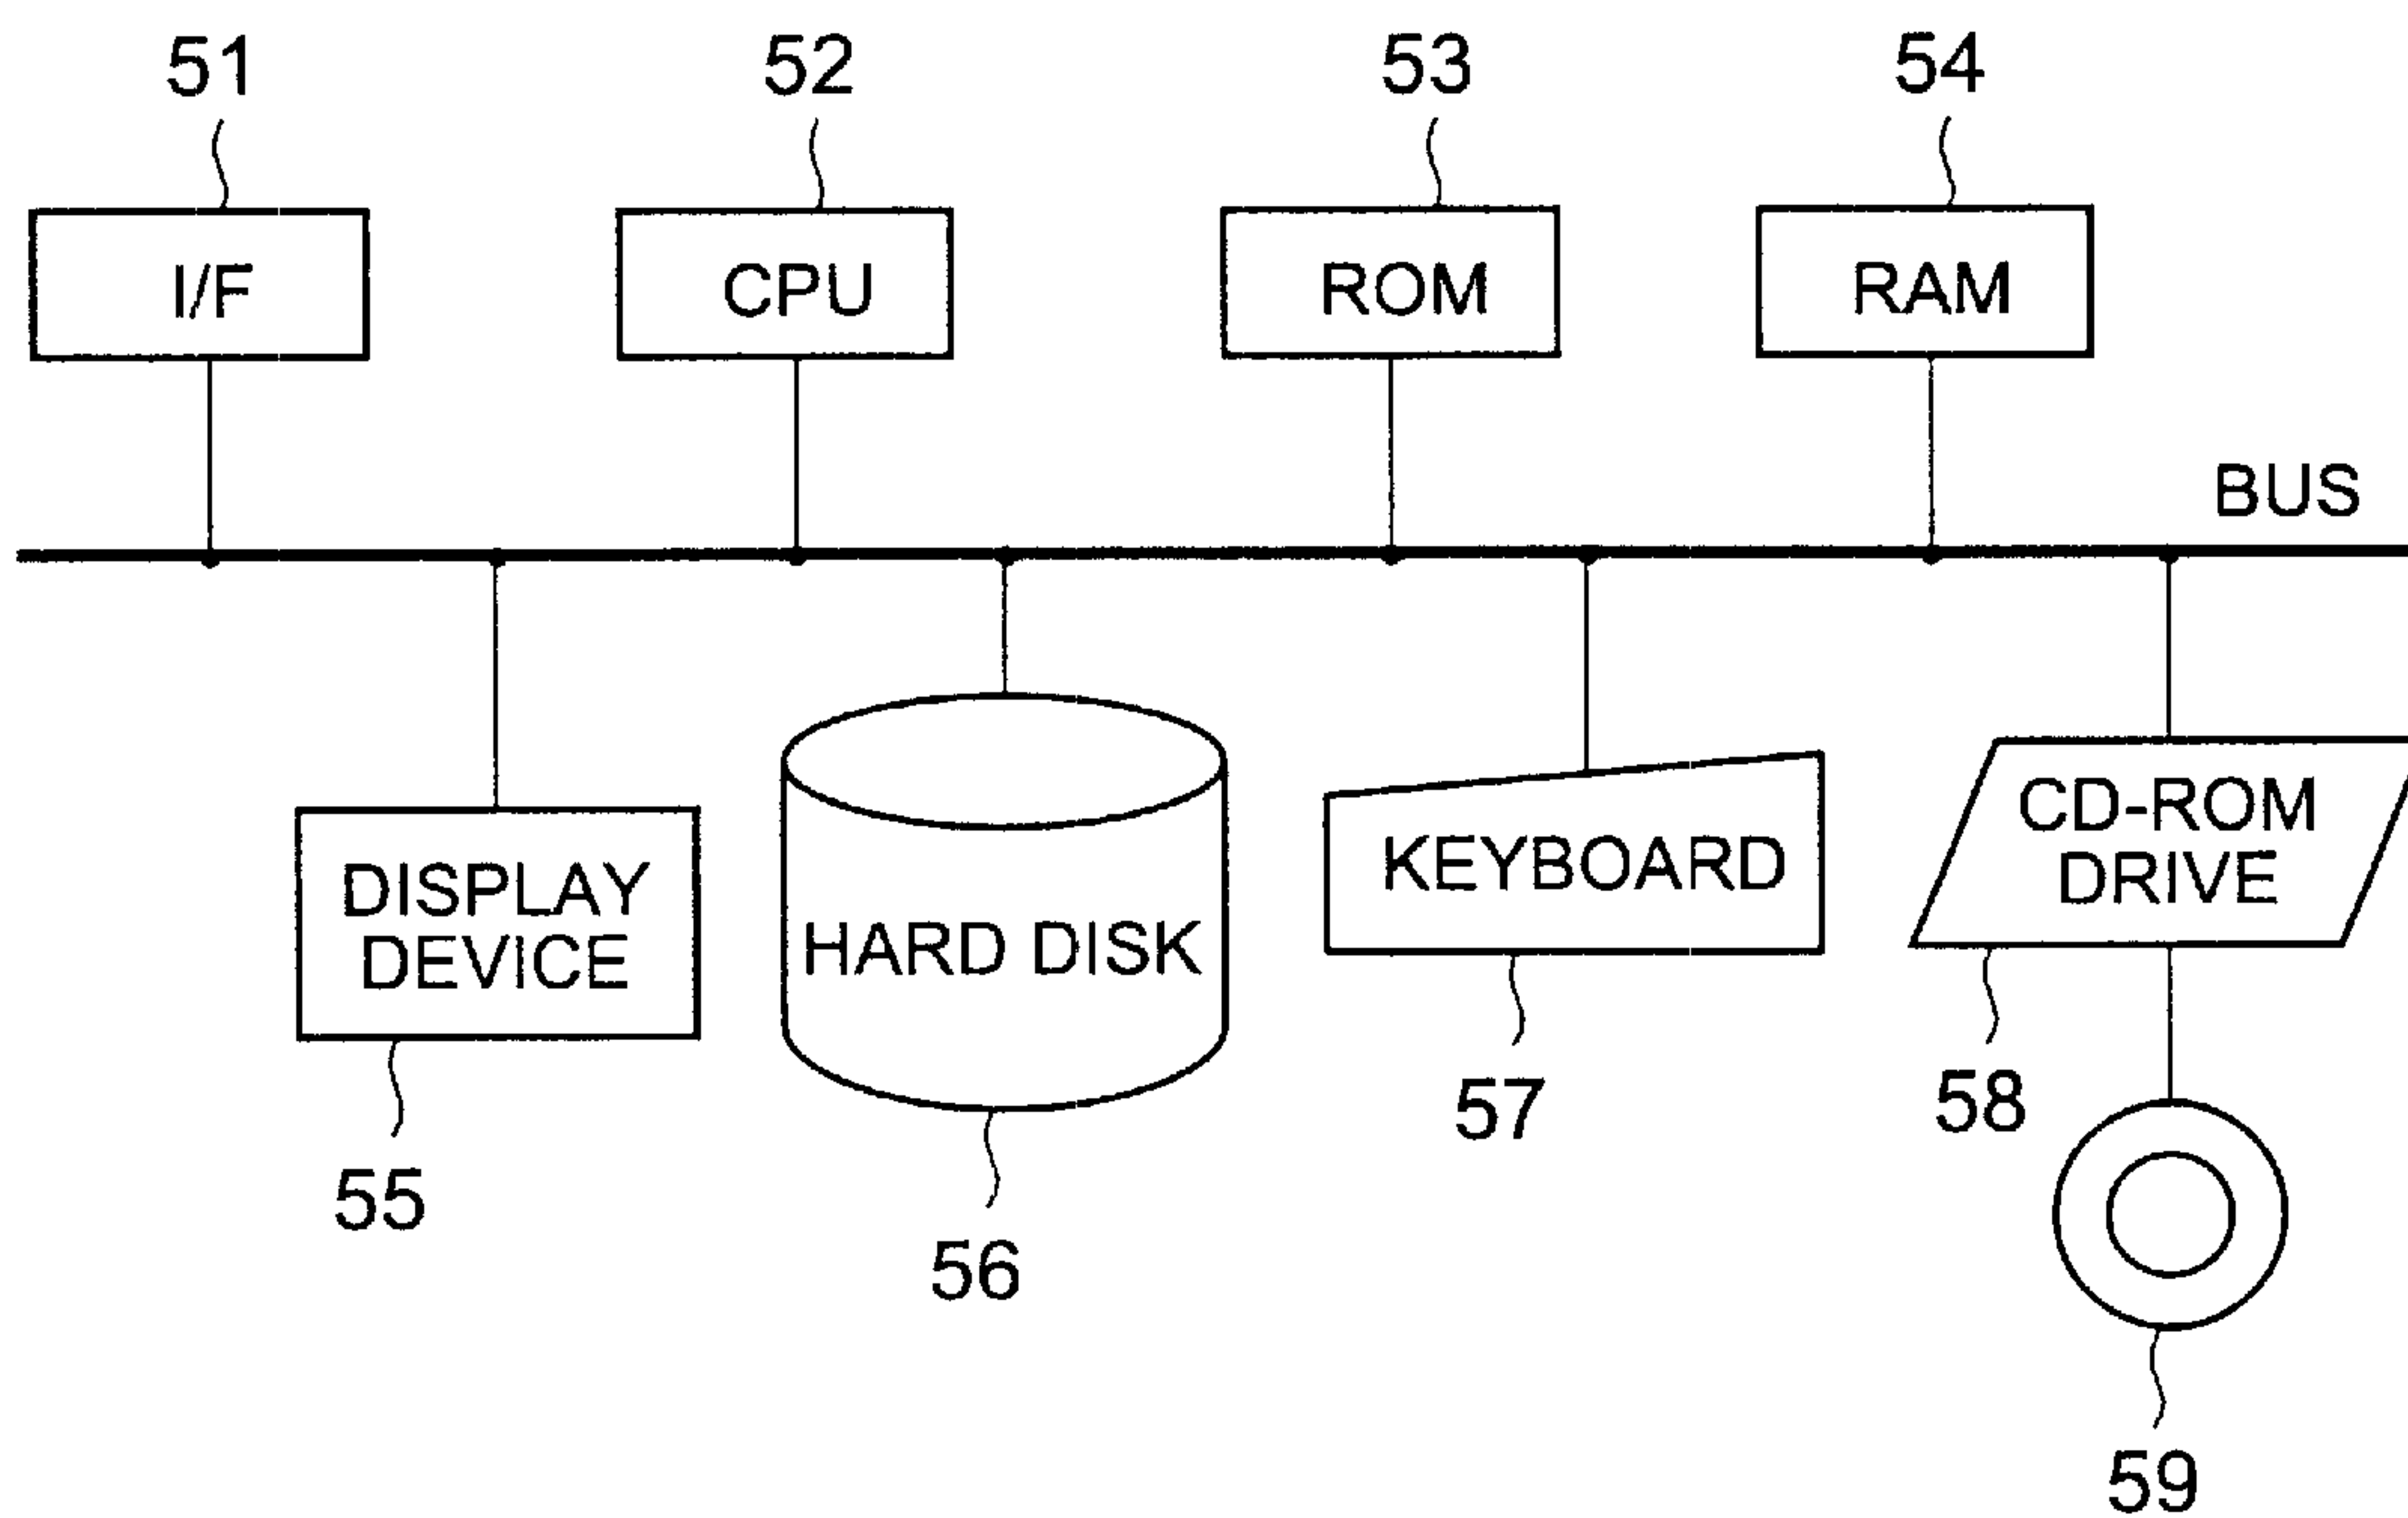 51
52
53
54
I/F
CPU
ROM
RAM
BUS
DISPLAY
DEVICE
HARD DISK
KEYBOARD
CD-ROM
DRIVE
55
56
57
58
59